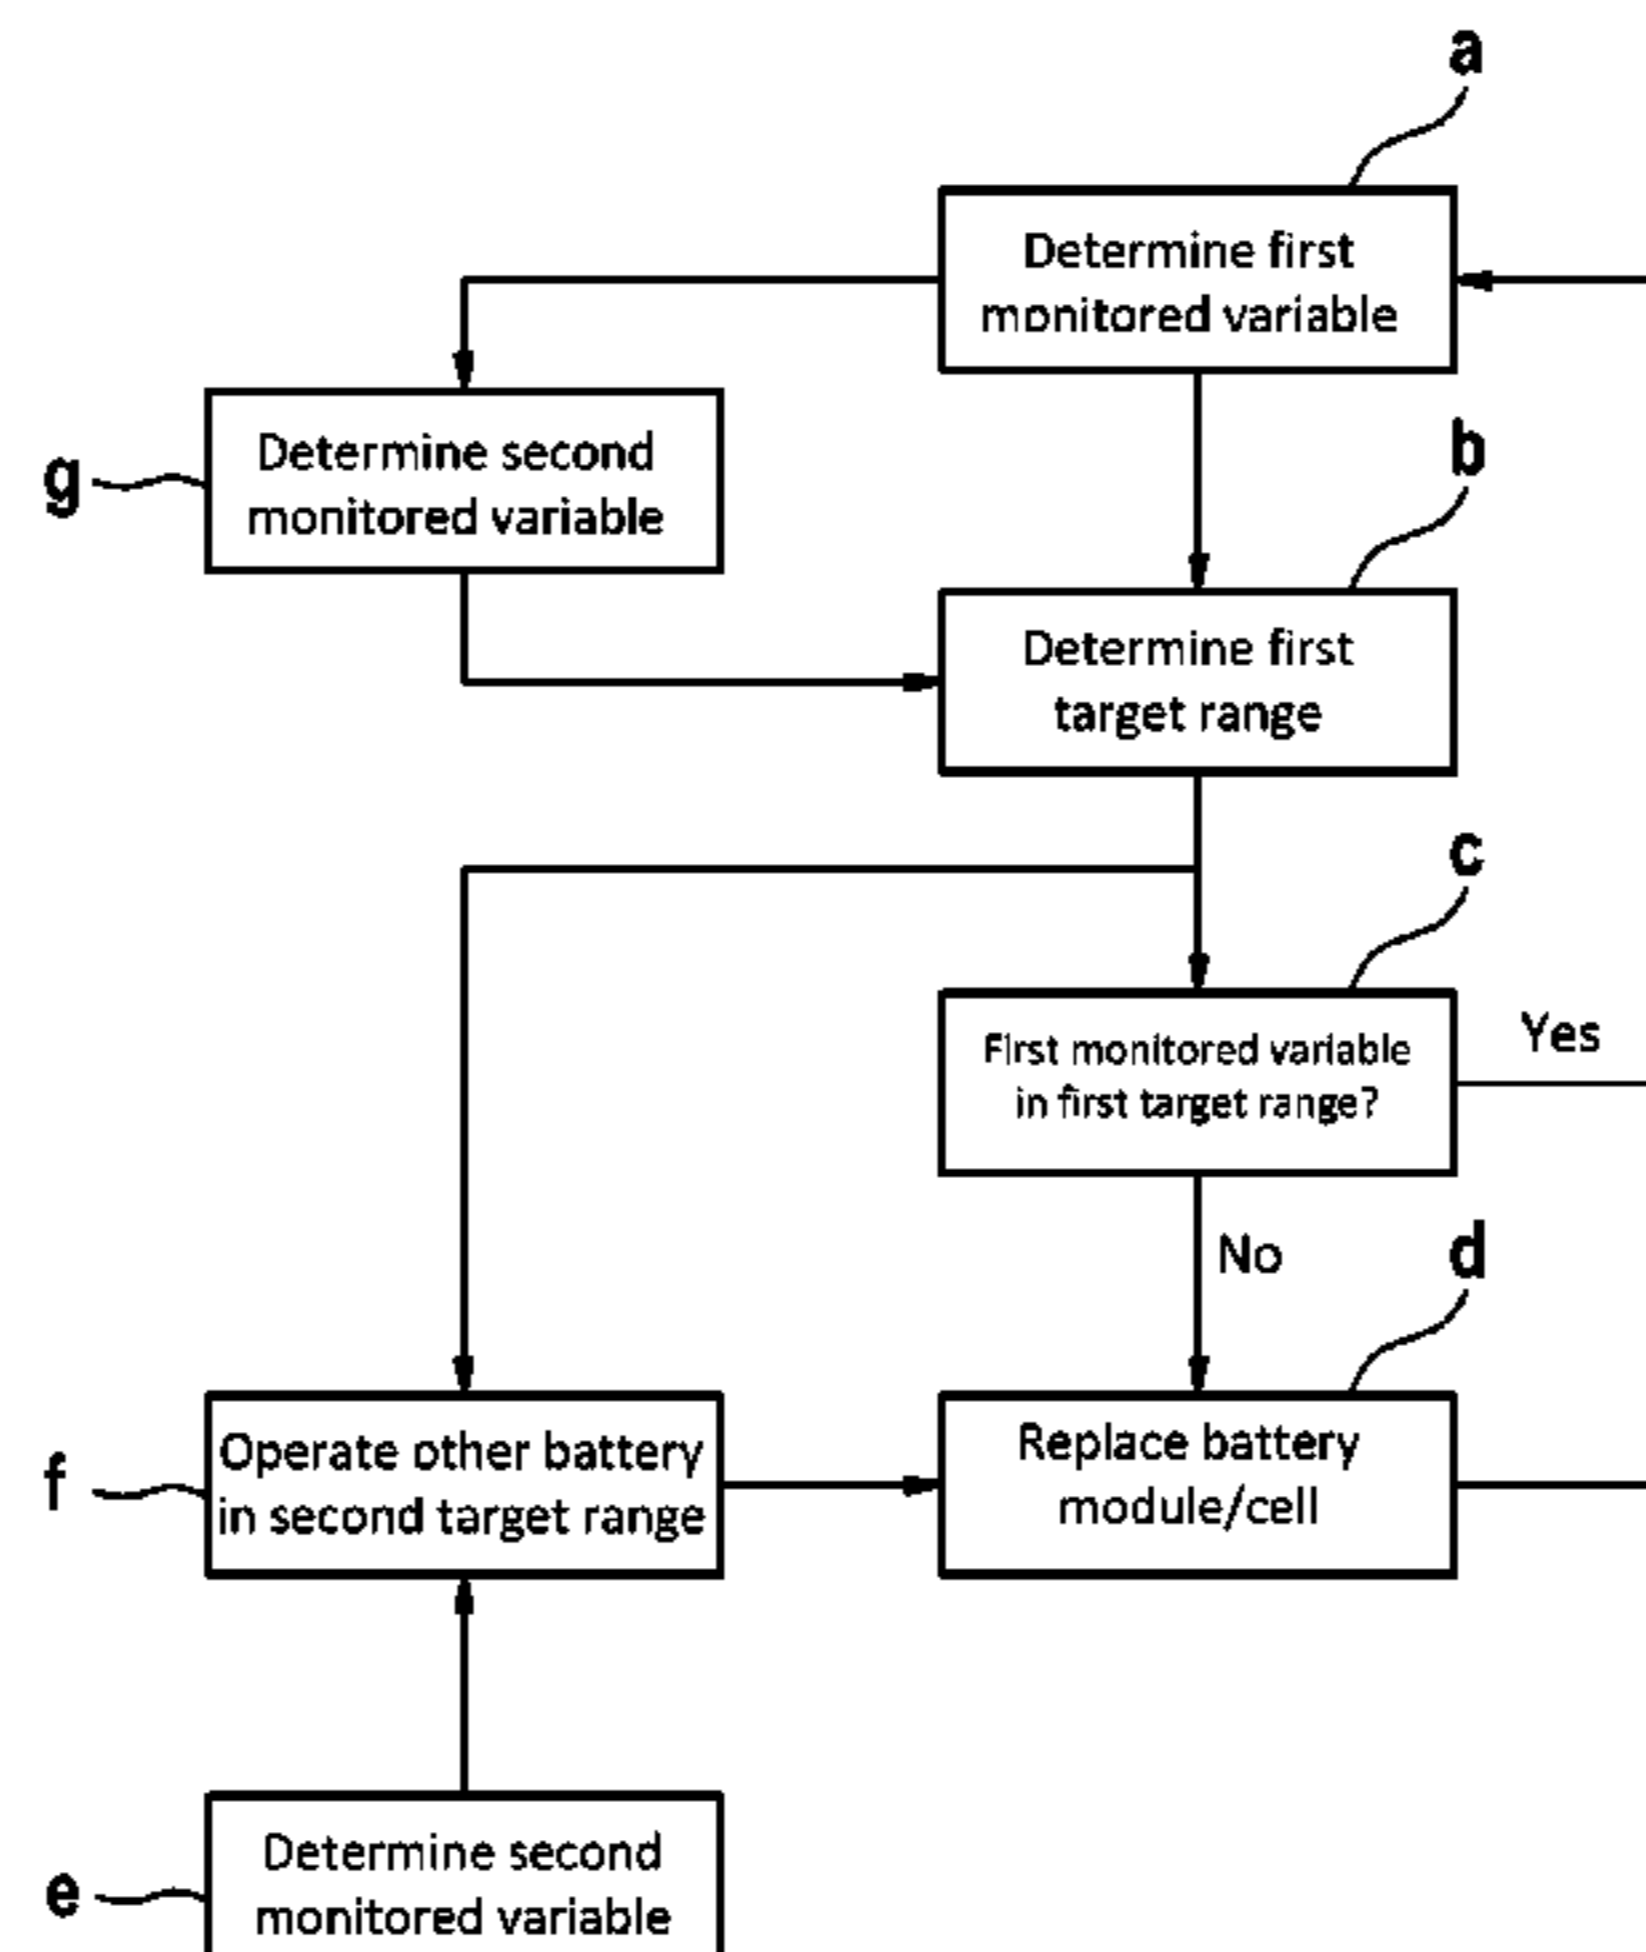 a
Determine first
monitored variable
g
Determine second
monitored variable
b
Determine first
target range
c
First monitored variable
in first target range?
Yes
No
d
f
Operate other battery
in second target range
Replace battery
module/cell
e
Determine second
monitored variable